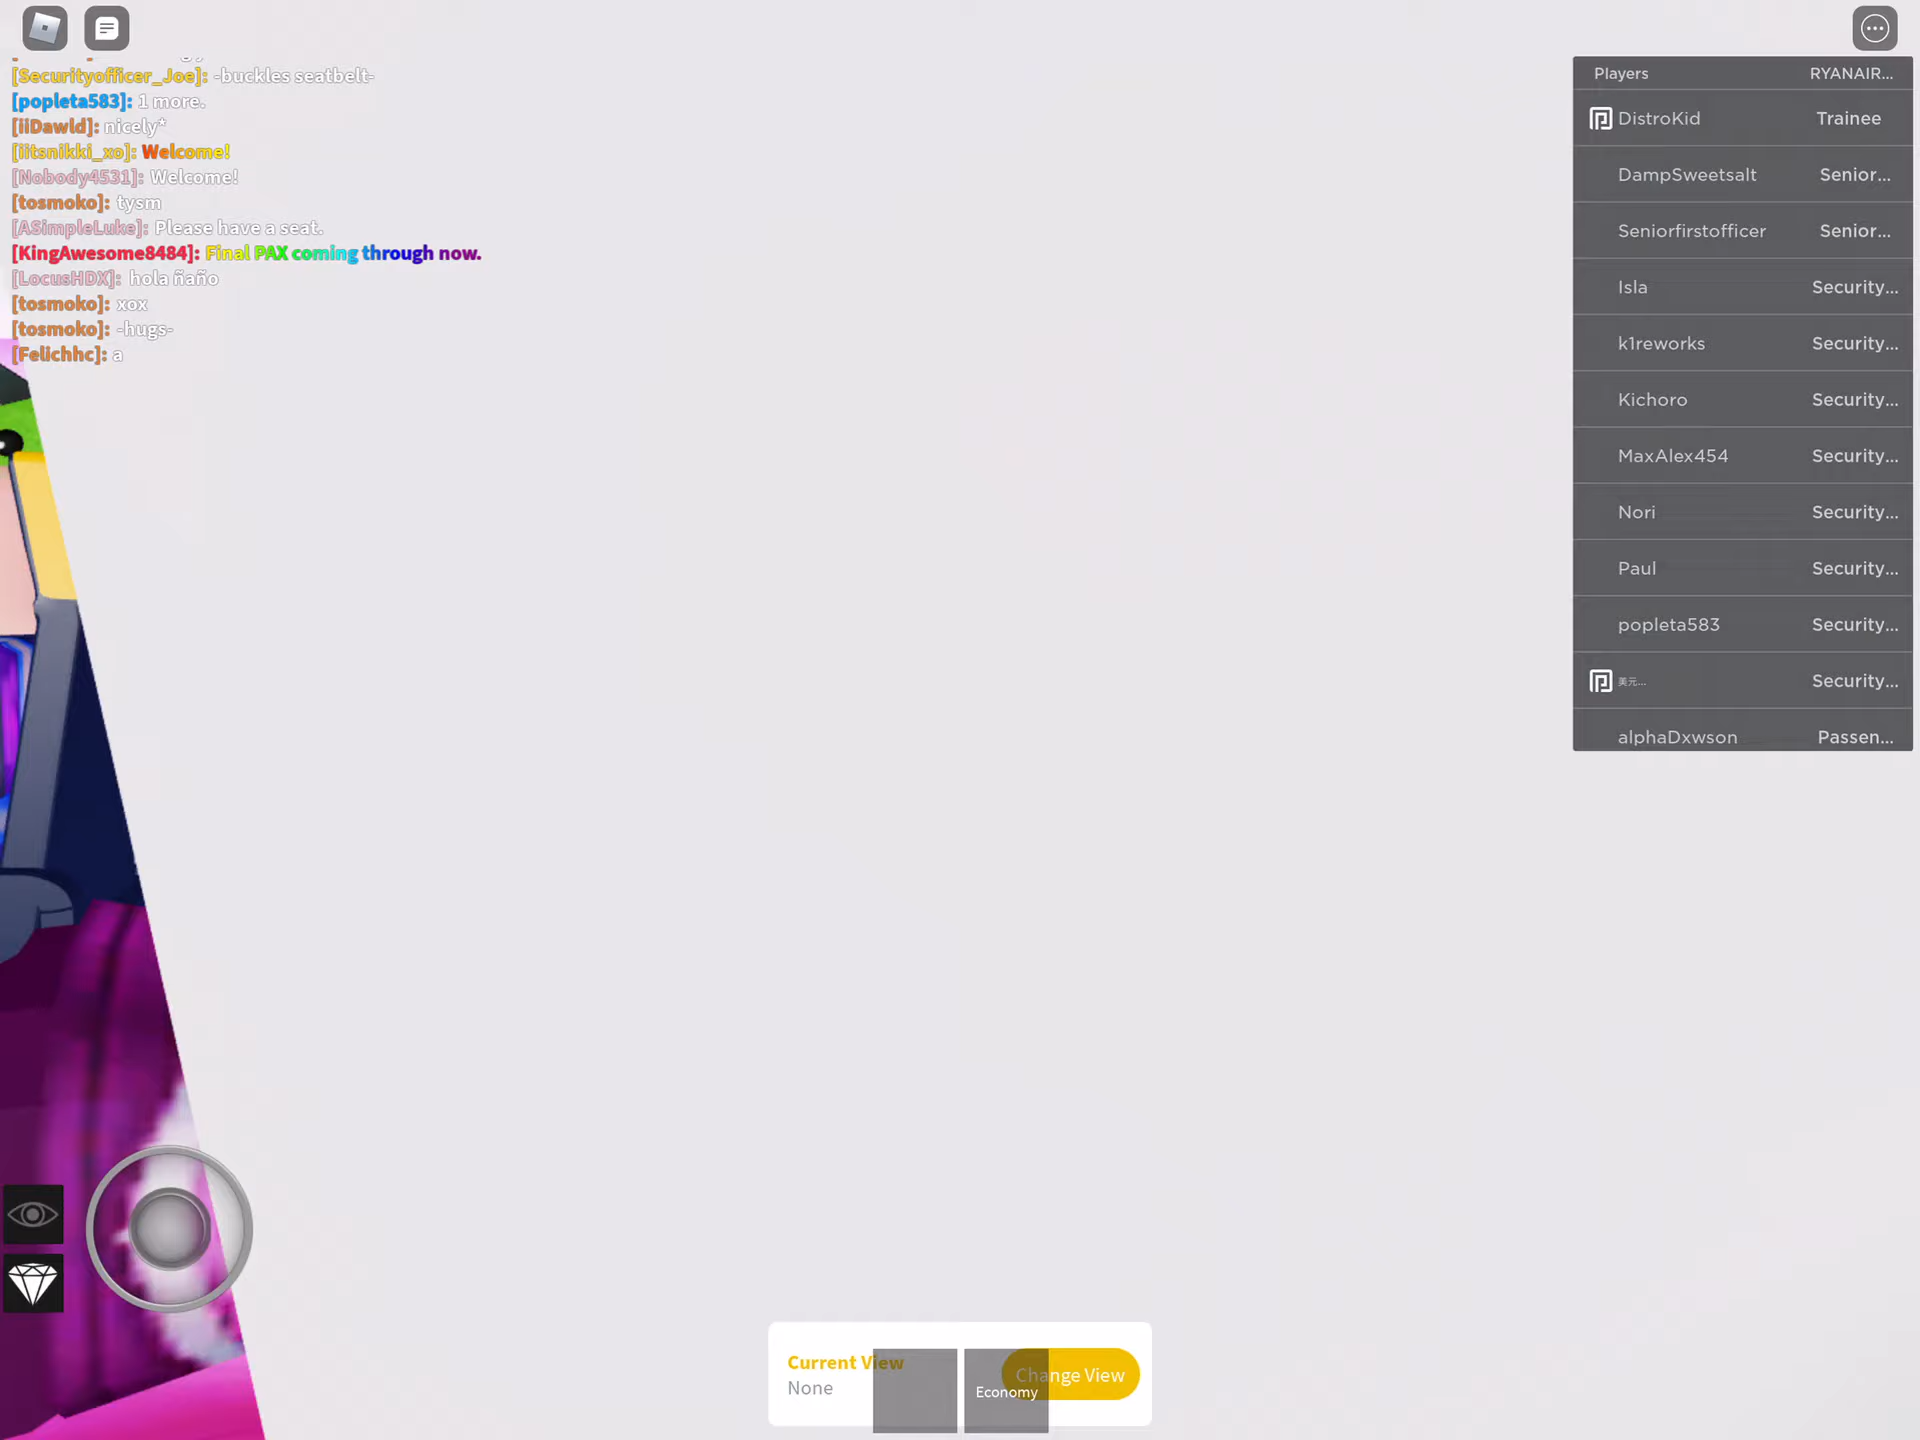 [Securityofficer_Joe]: -buckles seatbelt-
[popleta583]: 1 more.
[iiDawld]: nicely*
[iitsnikki_xo]: Welcome!
[Nobody4531]: Welcome!
[tosmoko]: tysm
[ASimpleLuke]: Please have a seat.
[KingAwesome8484]: Final PAX coming through now.
[LocusHDX]: hola ñaño
[tosmoko]: xox
[tosmoko]: -hugs-
[Felichhc]: a
Players RYANAIR...
DistroKid Trainee
DampSweetsalt Senior...
Seniorfirstofficer Senior...
Isla Security...
k1reworks Security...
Kichoro Security...
MaxAlex454 Security...
Nori Security...
Paul Security...
popleta583 Security...
美元... Security...
alphaDxwson Passen...
Current View
None
Economy
Change View